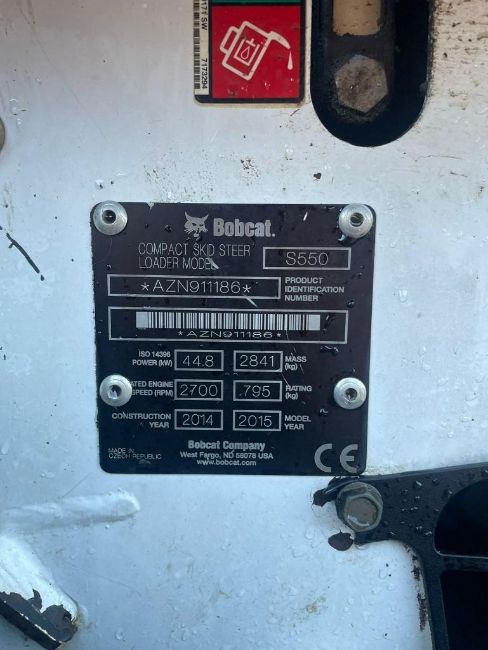 7173294
Bobcat.
COMPACT SKID STEER
LOADER MODEL
S550
*AZN911186*
PRODUCT
IDENTIFICATION
NUMBER
*AZN911186*
ISO 14396
POWER (kW)
44.8
2841
MASS
(kg)
ENGINE
SPEED (RPM)
2700
795
RATING
(kg)
CONSTRUCTION
YEAR
2014
2015
MODEL
YEAR
Bobcat Company
West Fargo, ND 58078 USA
www.bobcat.com
MADE IN
CZECH REPUBLIC
CE